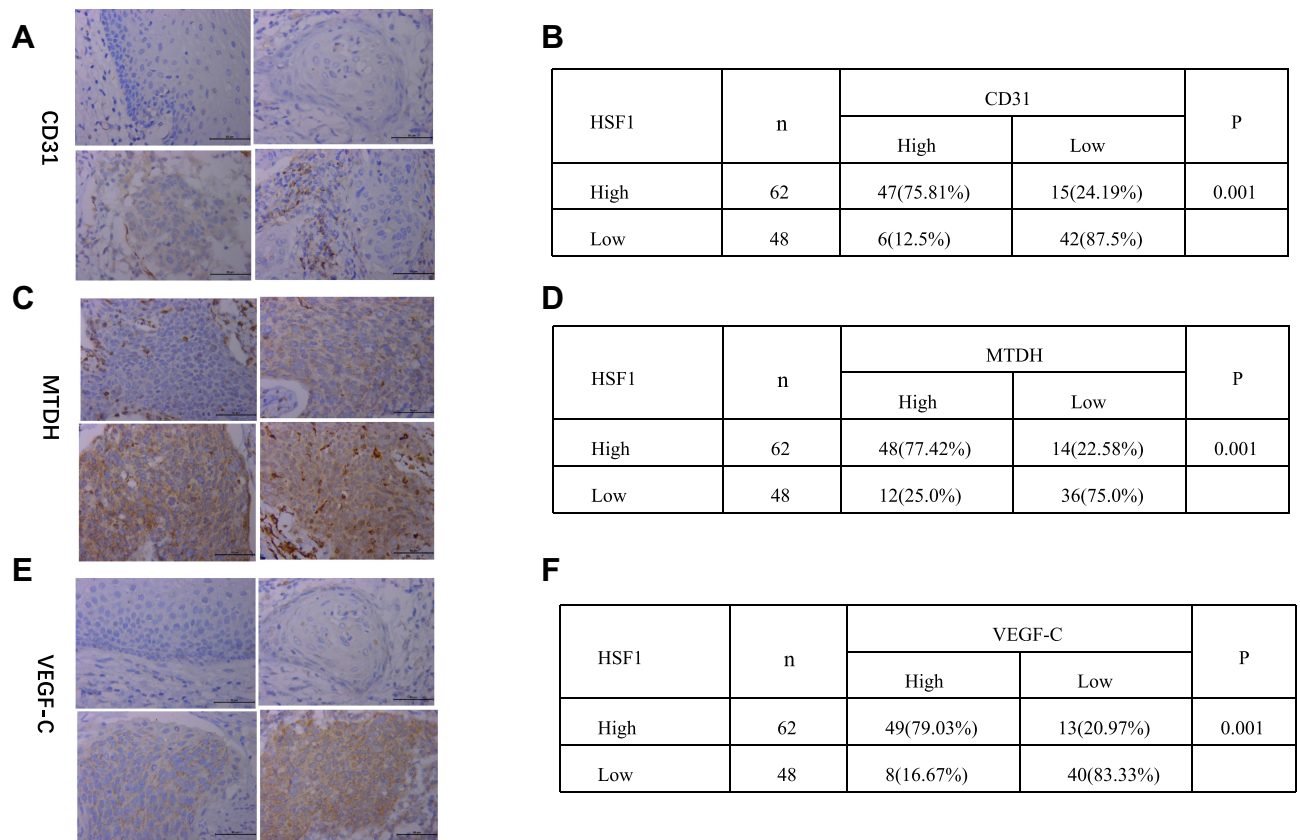 A
CD31
B
HSF1 n CD31 P
High Low
High 62 47(75.81%) 15(24.19%) 0.001
Low 48 6(12.5%) 42(87.5%)
C
MTDH
D
HSF1 n MTDH P
High Low
High 62 48(77.42%) 14(22.58%) 0.001
Low 48 12(25.0%) 36(75.0%)
E
VEGF-C
F
HSF1 n VEGF-C P
High Low
High 62 49(79.03%) 13(20.97%) 0.001
Low 48 8(16.67%) 40(83.33%)